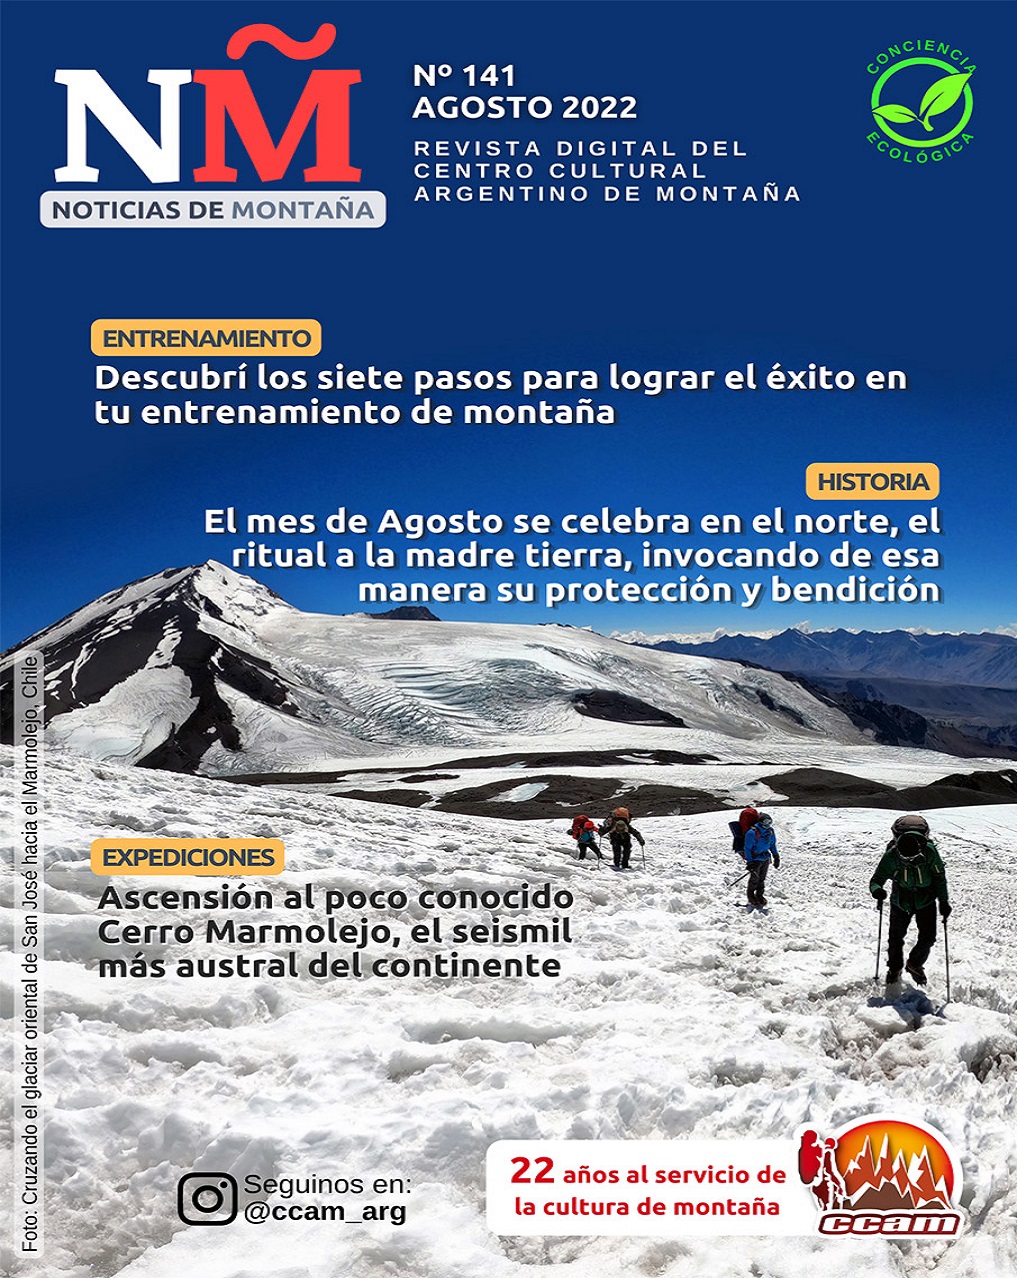 NM̃
NOTICIAS DE MONTAÑA
Nº 141
AGOSTO 2022
REVISTA DIGITAL DEL
CENTRO CULTURAL
ARGENTINO DE MONTAÑA
CONCIENCIA
ECOLÓGICA
ENTRENAMIENTO
Descubrí los siete pasos para lograr el éxito en
tu entrenamiento de montaña
HISTORIA
El mes de Agosto se celebra en el norte, el
ritual a la madre tierra, invocando de esa
manera su protección y bendición
EXPEDICIONES
Ascensión al poco conocido
Cerro Marmolejo, el seismil
más austral del continente
Foto: Cruzando el glaciar oriental de San José hacia el Marmolejo, Chile
Seguinos en:
@ccam_arg
22 años al servicio de
la cultura de montaña
ccam